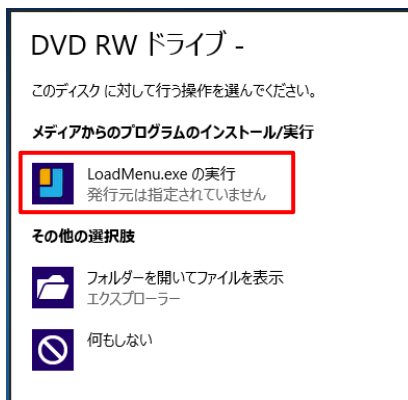 DVD RW ドライブ -
このディスク に対して行う操作を選んでください。
メディアからのプログラムのインストール/実行
LoadMenu.exe の実行
発行元は指定されていません
その他の選択肢
フォルダーを開いてファイルを表示
エクスプローラー
何もしない